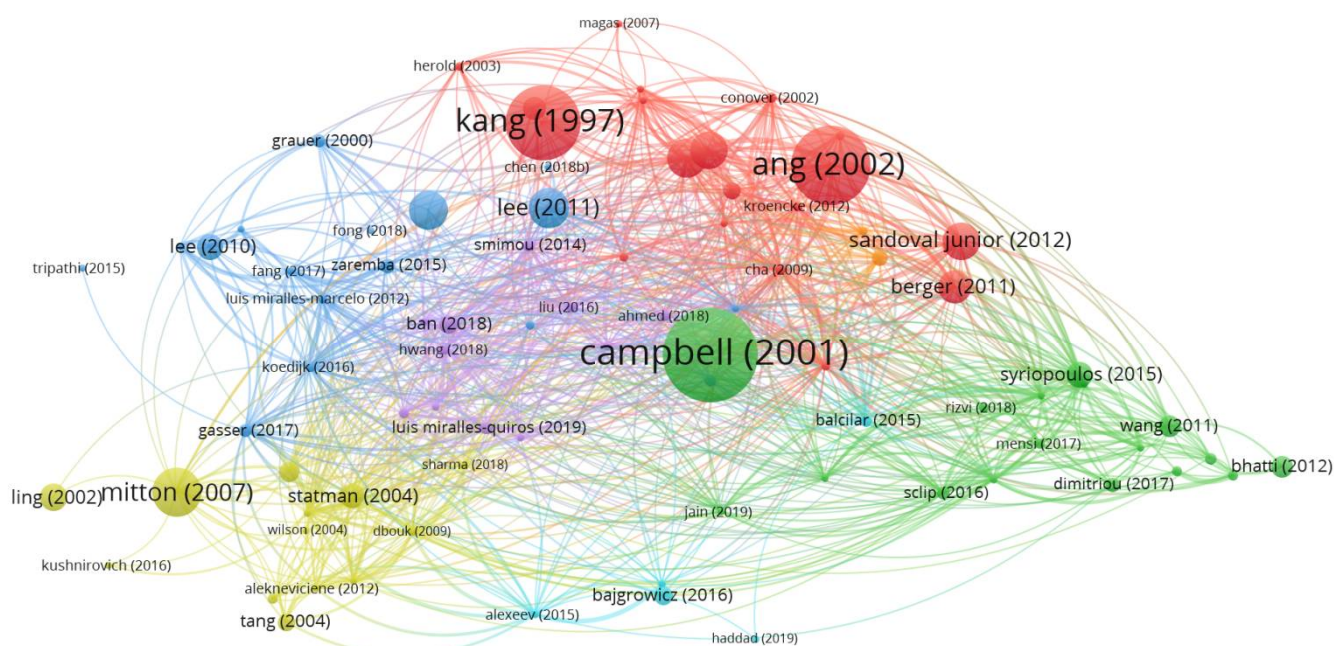 magas (2007)
herold (2003)
conover (2002)
kang (1997)
grauer (2000)
chen (2018b)
ang (2002)
lee (2011)
kroencke (2012)
fong (2018)
lee (2010)
smimou (2014)
sandoval junior (2012)
tripathi (2015)
fang (2017)
zaremba (2015)
cha (2009)
berger (2011)
luis miralles-marcelo (2012)
liu (2016)
ahmed (2018)
ban (2018)
hwang (2018)
campbell (2001)
koedijk (2016)
syriopoulos (2015)
rizvi (2018)
balcilar (2015)
wang (2011)
gasser (2017)
luis miralles-quiros (2019)
mensi (2017)
sharma (2018)
bhatti (2012)
ling (2002)
mitton (2007)
statman (2004)
sclip (2016)
dimitriou (2017)
jain (2019)
wilson (2004)
dbouk (2009)
kushnirovich (2016)
alekneviciene (2012)
bajgrowicz (2016)
alexeev (2015)
tang (2004)
haddad (2019)